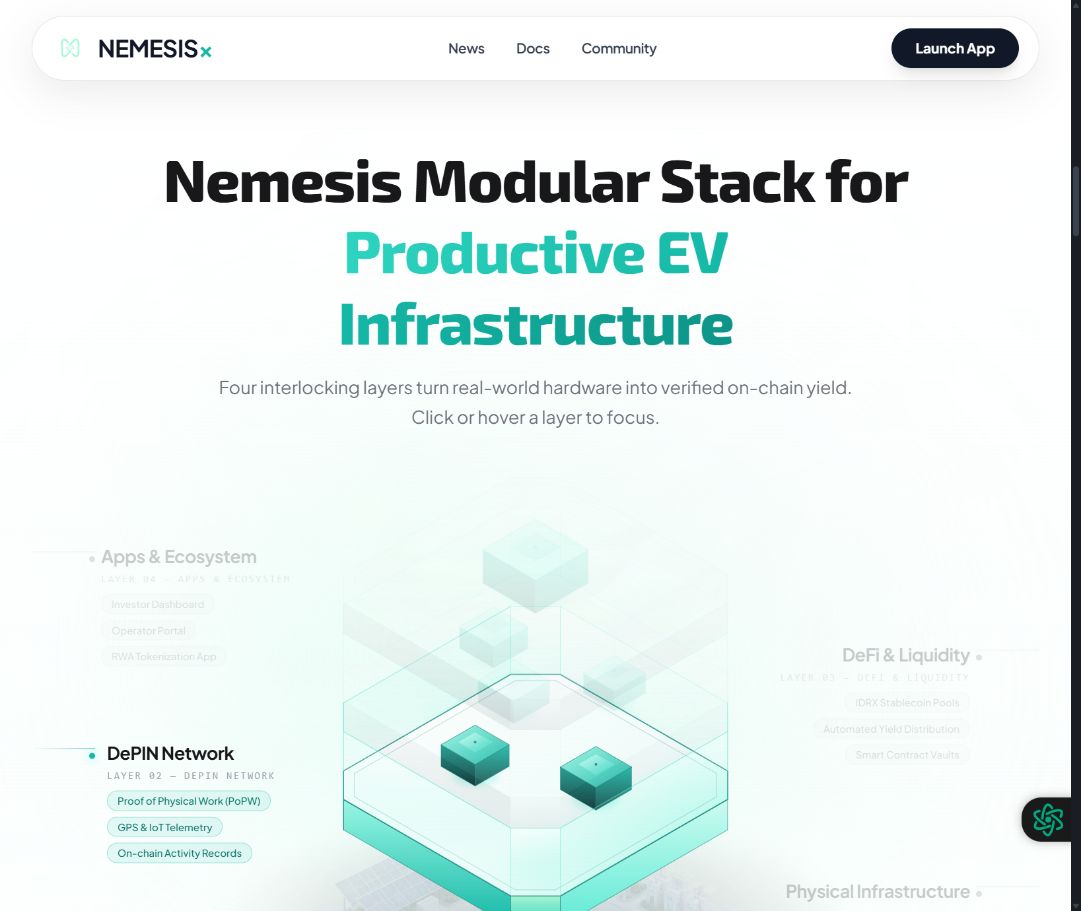 NEMESISx
News
Docs
Community
Launch App
Nemesis Modular Stack for
Productive EV
Infrastructure
Four interlocking layers turn real-world hardware into verified on-chain yield.
Click or hover a layer to focus.
Apps & Ecosystem
LAYER 04 — APPS & ECOSYSTEM
Investor Dashboard
Operator Portal
RWA Tokenization App
DeFi & Liquidity
LAYER 03 — DEFI & LIQUIDITY
IDRX Stablecoin Pools
Automated Yield Distribution
Smart Contract Vaults
DePIN Network
LAYER 02 — DEPIN NETWORK
Proof of Physical Work (PoPW)
GPS & IoT Telemetry
On-chain Activity Records
Physical Infrastructure